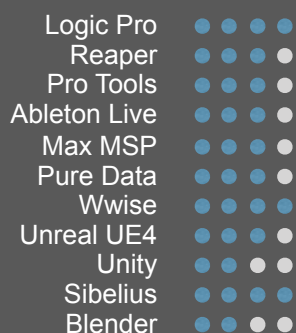 Logic Pro
Reaper
Pro Tools
Ableton Live
Max MSP
Pure Data
Wwise
Unreal UE4
Unity
Sibelius
Blender